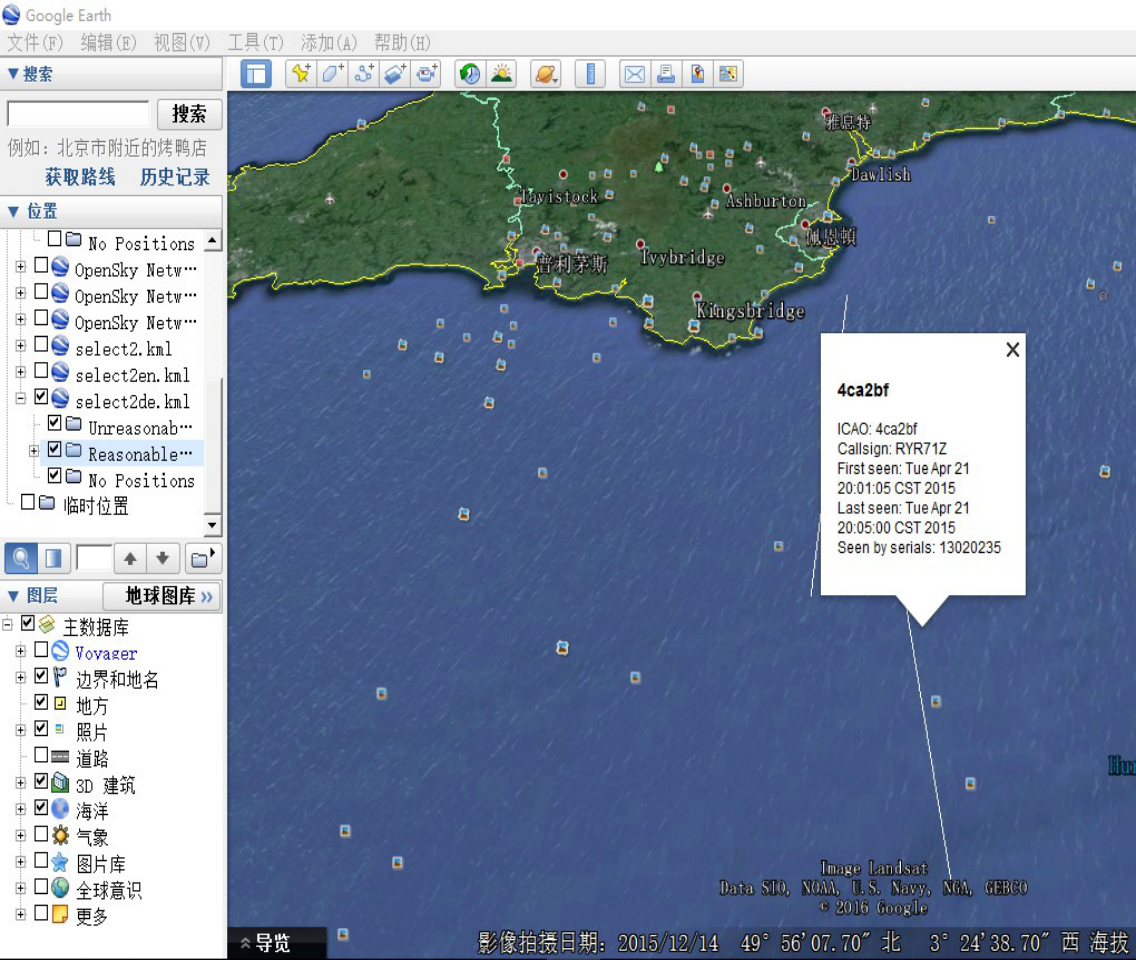 Google Earth
文件(F) 编辑(E) 视图(V) 工具(T) 添加(A) 帮助(H)
搜索
搜索
例如：北京市附近的烤鸭店
获取路线 历史记录
位置
No Positions
OpenSky Netw…
OpenSky Netw…
OpenSky Netw…
select2.kml
select2en.kml
select2de.kml
Unreasonab…
Reasonable…
No Positions
临时位置
图层
地球图库 »
主数据库
Voyager
边界和地名
地方
照片
道路
3D 建筑
海洋
气象
图片库
全球意识
更多
雅息特
Dawlish
Tavistock
Ashburton
佩恩頓
普利茅斯
Ivybridge
Kingsbridge
4ca2bf
ICAO: 4ca2bf
Callsign: RYR71Z
First seen: Tue Apr 21
20:01:05 CST 2015
Last seen: Tue Apr 21
20:05:00 CST 2015
Seen by serials: 13020235
Hur
Image Landsat
Data SIO, NOAA, U.S. Navy, NGA, GEBCO
© 2016 Google
导览
影像拍摄日期: 2015/12/14 49° 56'07.70" 北 3° 24'38.70" 西 海拔